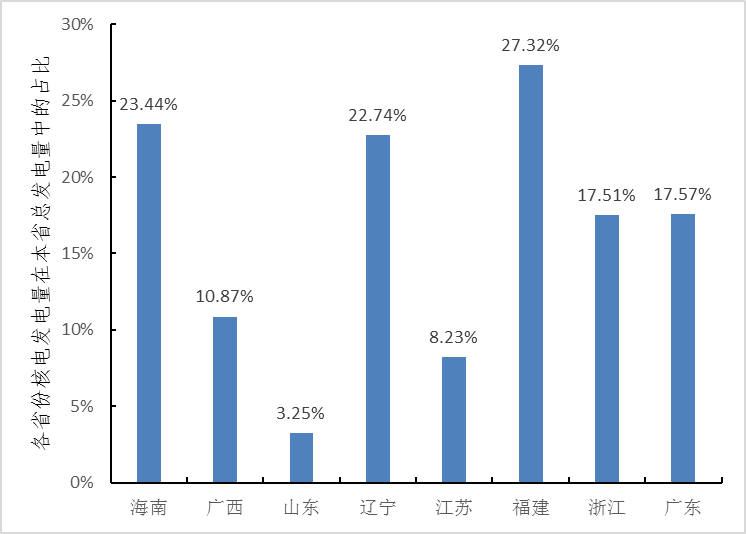 各省份核电发电量在本省总发电量中的占比
30%
25%
20%
15%
10%
5%
0%
23.44%
10.87%
3.25%
22.74%
8.23%
27.32%
17.51%
17.57%
海南
广西
山东
辽宁
江苏
福建
浙江
广东